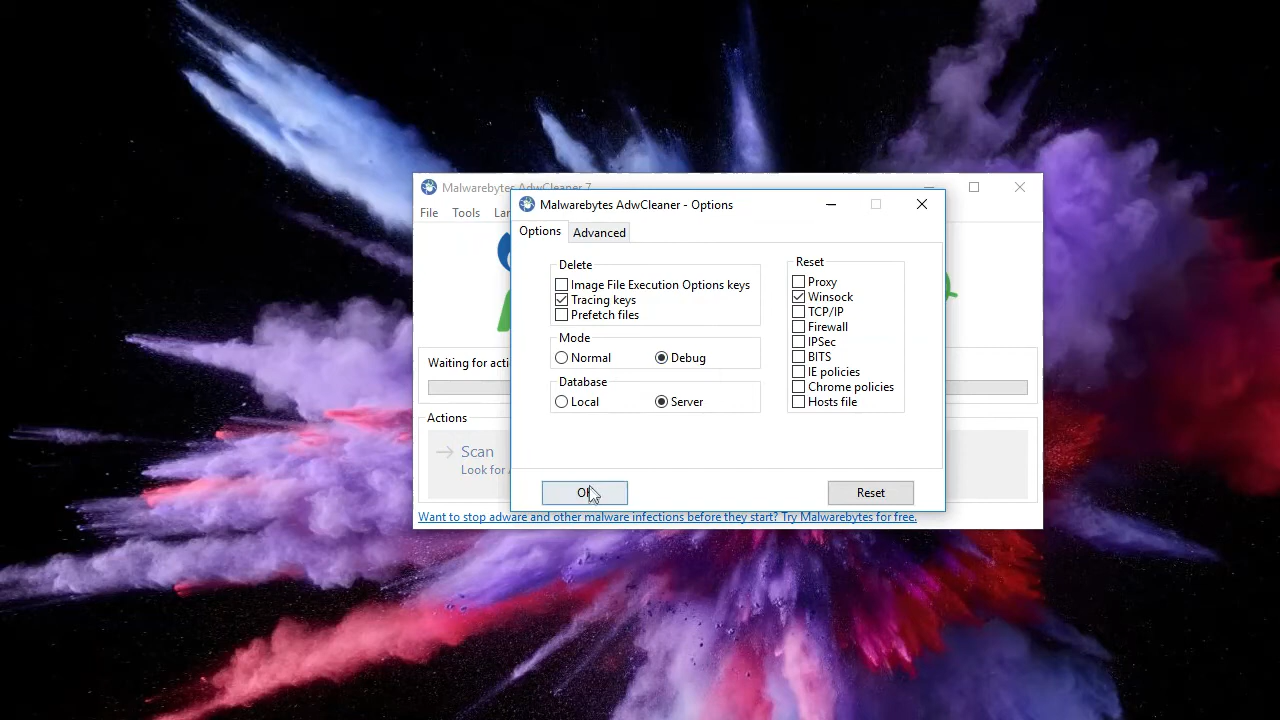 Malwarebytes AdwCleaner 7
File Tools
Malwarebytes AdwCleaner - Options
Options Advanced
Delete
Image File Execution Options keys
Tracing keys
Prefetch files
Mode
Normal Debug
Database
Local Server
Reset
Proxy
Winsock
TCP/IP
Firewall
IPSec
BITS
IE policies
Chrome policies
Hosts file
Reset
Waiting for acti
Actions
Scan
Look for
Want to stop adware and other malware infections before they start? Try Malwarebytes for free.